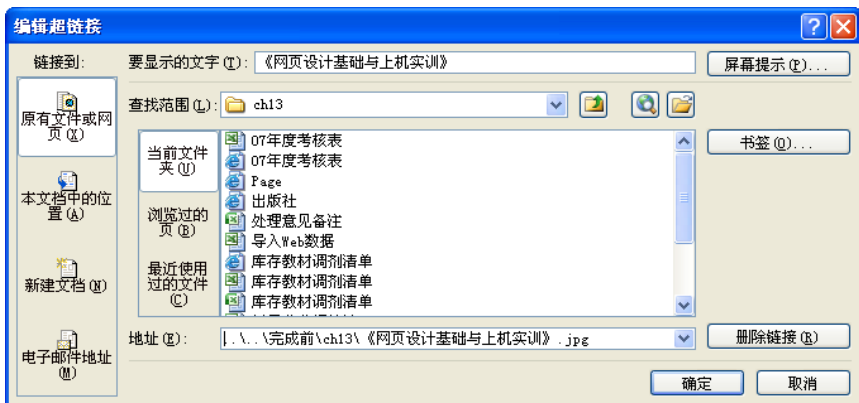 编辑超链接
链接到:
要显示的文字(T):
《网页设计基础与上机实训》
屏幕提示(P)...
原有文件或网
页(X)
本文档中的位
置(A)
新建文档(N)
电子邮件地址
(M)
查找范围(L):
ch13
当前文件
夹(U)
浏览过的
页(B)
最近使用
过的文件
(C)
07年度考核表
07年度考核表
Page
出版社
处理意见备注
导入Web数据
库存教材调剂清单
库存教材调剂清单
库存教材调剂清单
书签(O)...
地址(E):
..\..\完成前\ch13\《网页设计基础与上机实训》.jpg
删除链接(R)
确定
取消